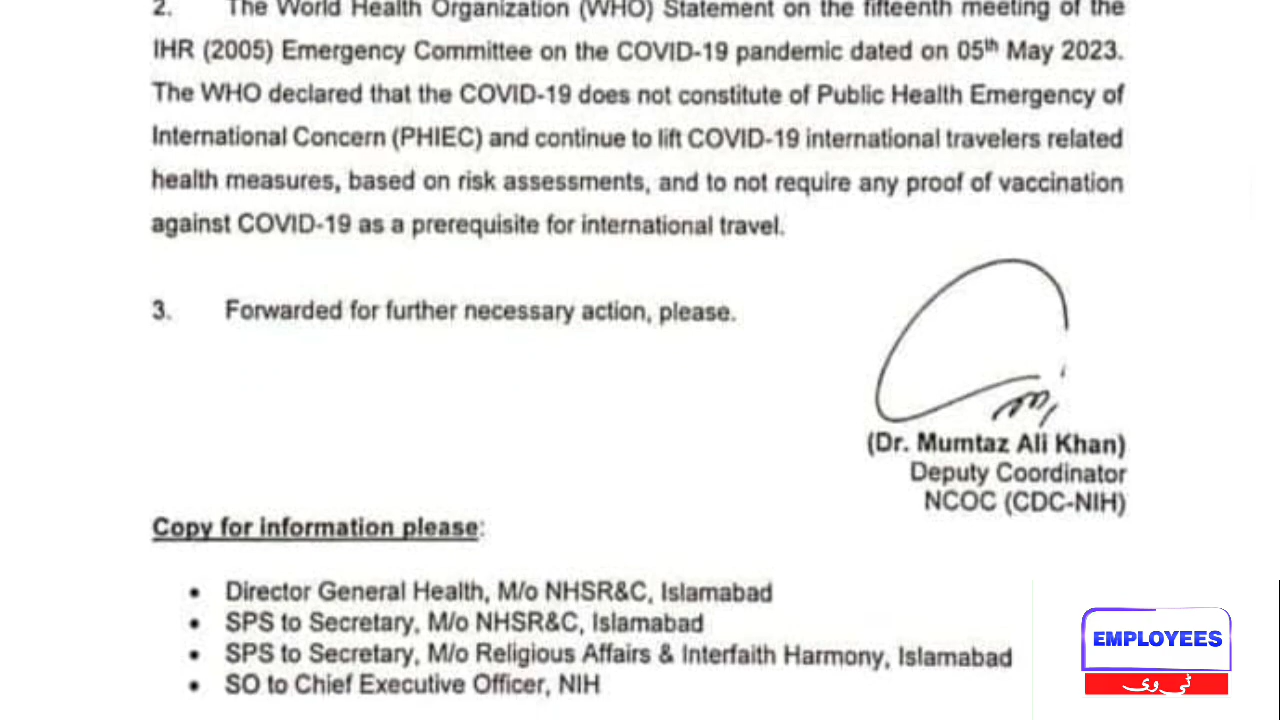 2. The World Health Organization (WHO) Statement on the fifteenth meeting of the
IHR (2005) Emergency Committee on the COVID-19 pandemic dated on 05th May 2023.
The WHO declared that the COVID-19 does not constitute of Public Health Emergency of
International Concern (PHIEC) and continue to lift COVID-19 international travelers related
health measures, based on risk assessments, and to not require any proof of vaccination
against COVID-19 as a prerequisite for international travel.
3. Forwarded for further necessary action, please.
(Dr. Mumtaz Ali Khan)
Deputy Coordinator
NCOC (CDC-NIH)
Copy for information please:
• Director General Health, M/o NHSR&C, Islamabad
• SPS to Secretary, M/o NHSR&C, Islamabad
• SPS to Secretary, M/o Religious Affairs & Interfaith Harmony, Islamabad
• SO to Chief Executive Officer, NIH
EMPLOYEES
ٹی وی